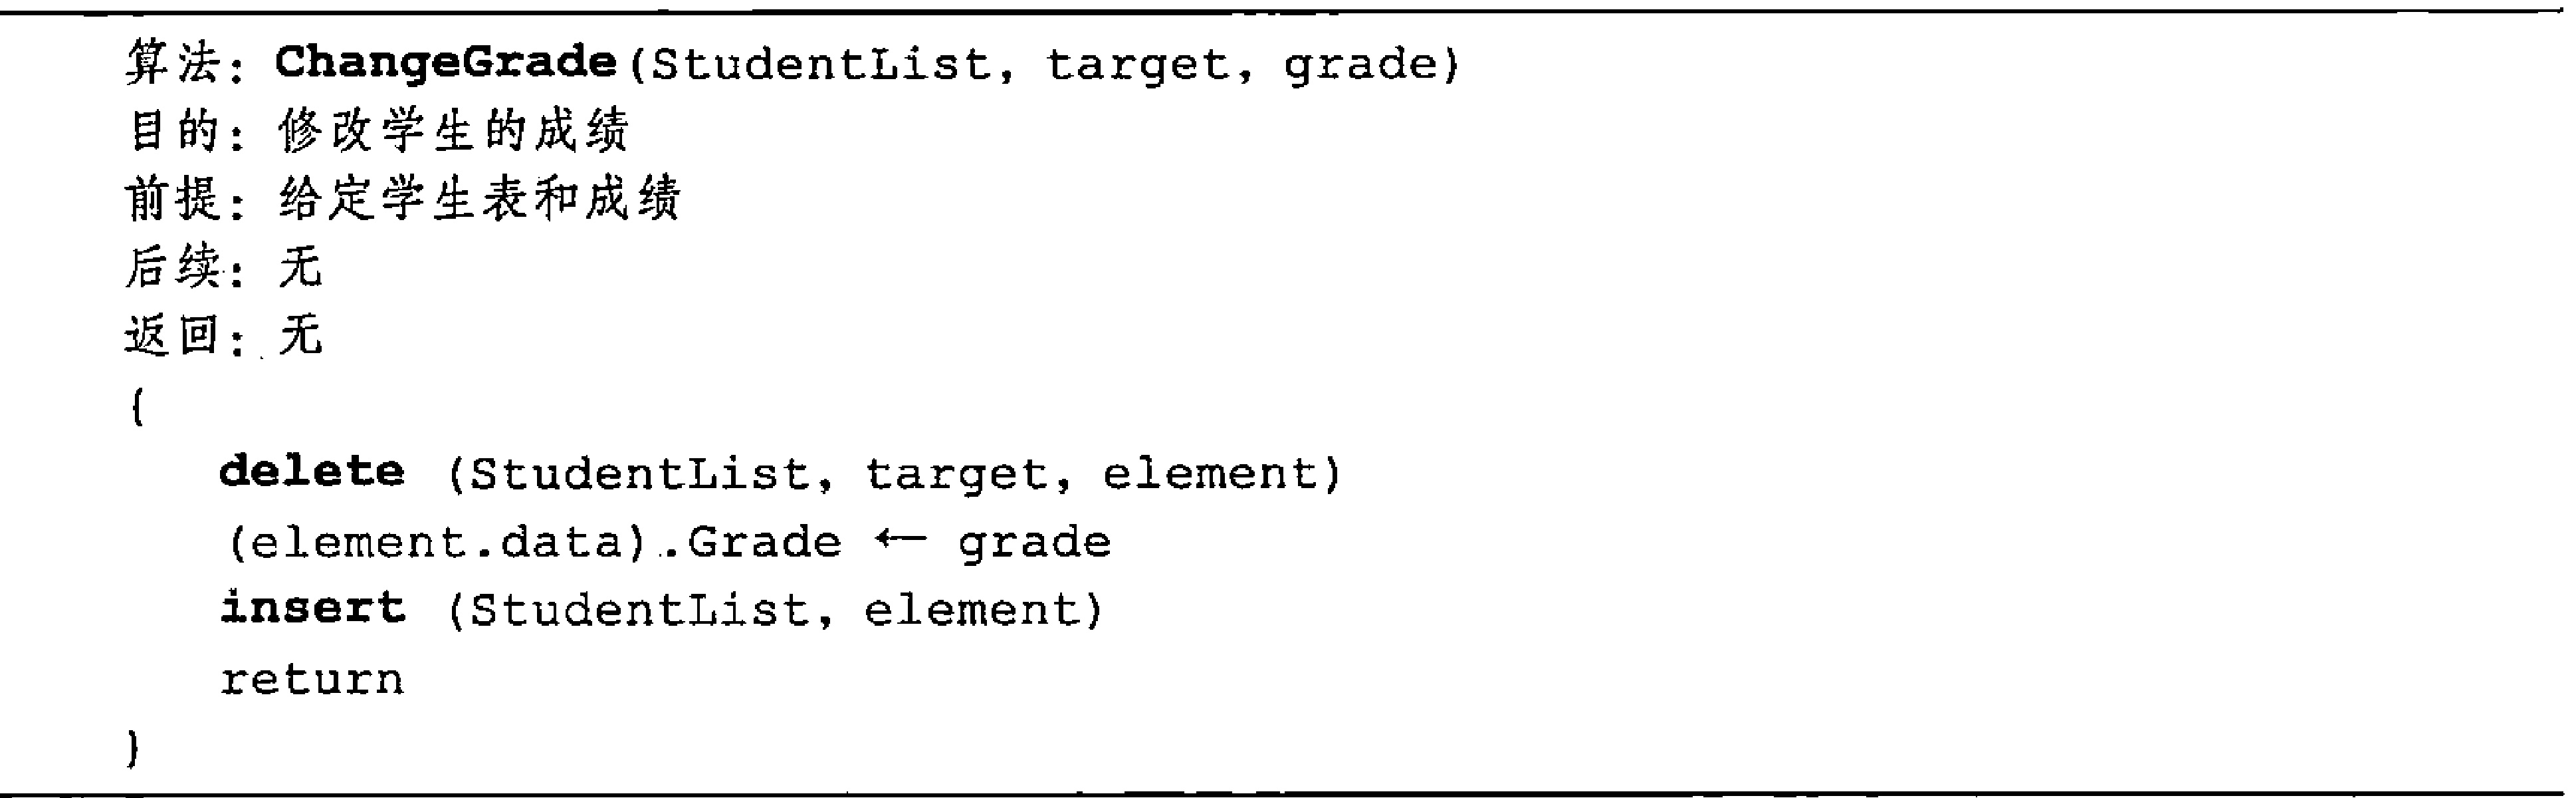 算法：ChangeGrade(StudentList, target, grade)
目的：修改学生的成绩
前提：给定学生表和成绩
后续：无
返回：无
{
delete (StudentList, target, element)
(element.data).Grade ← grade
insert (StudentList, element)
return
}